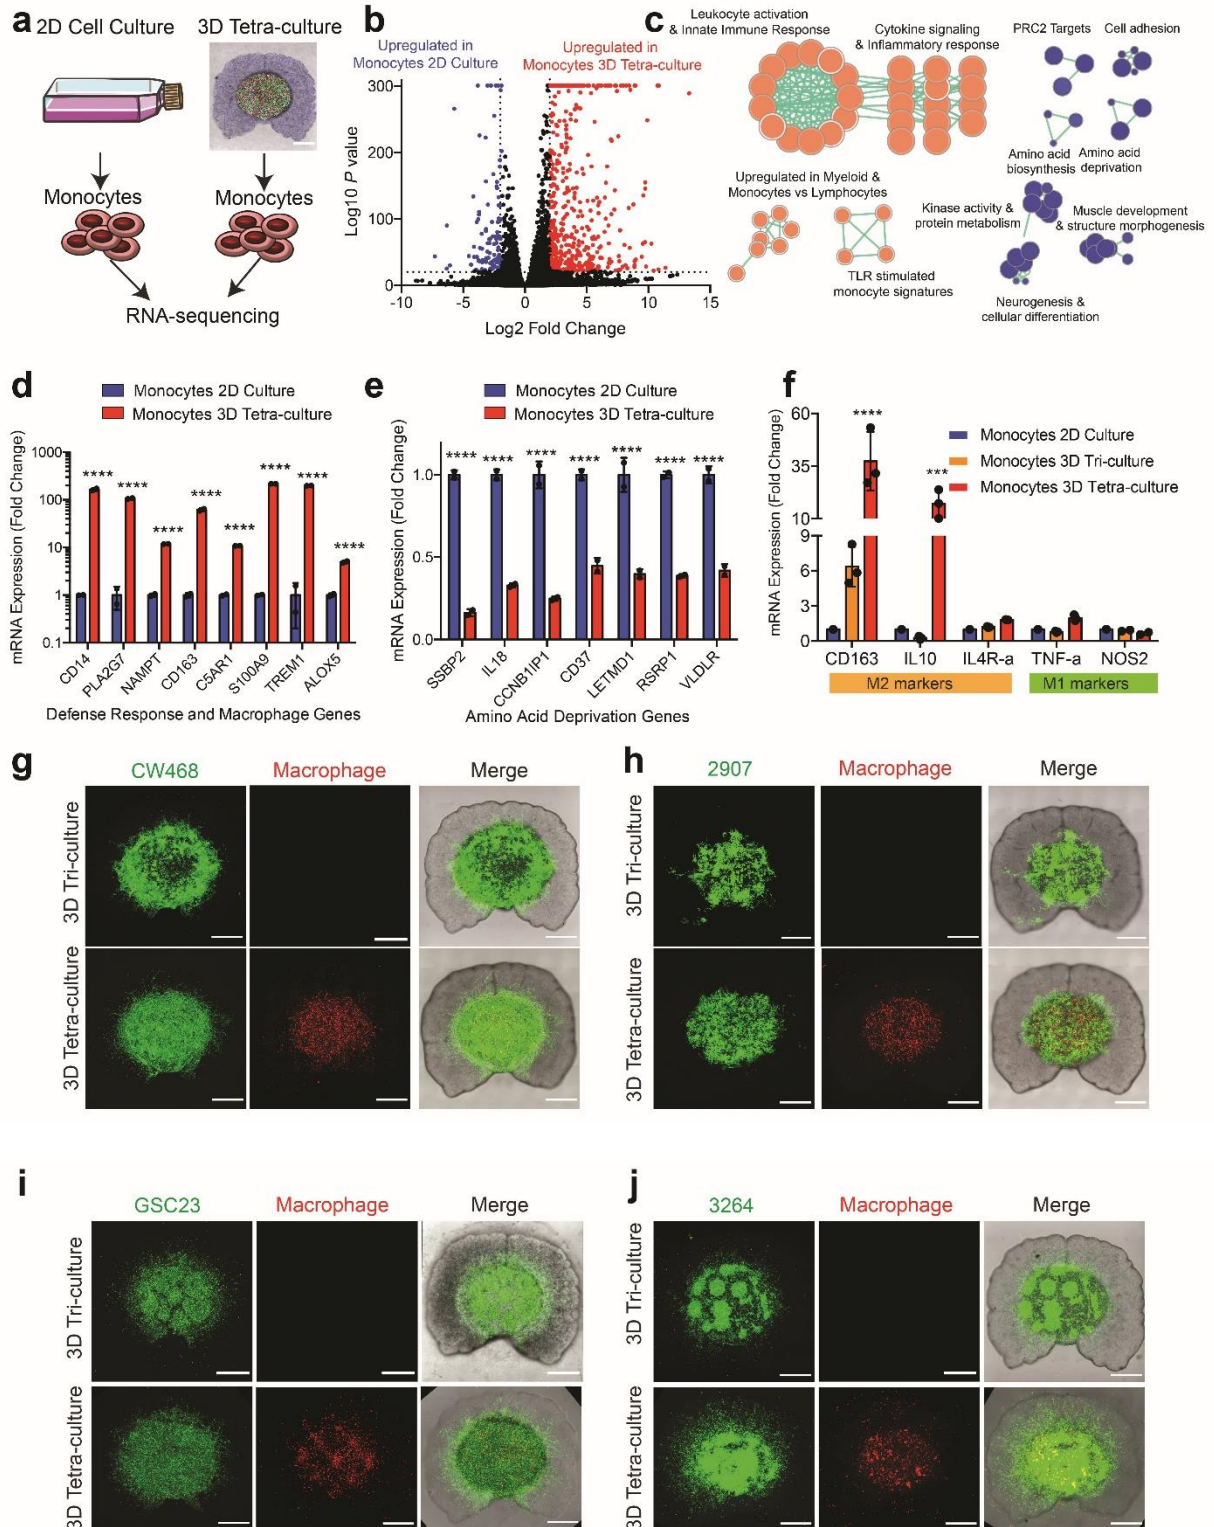 a
2D Cell Culture
3D Tetra-culture
Monocytes
Monocytes
RNA-sequencing
b
Upregulated in
Monocytes 2D Culture
Upregulated in
Monocytes 3D Tetra-culture
Log10 P value
300
200
100
0
-10
-5
0
5
10
15
Log2 Fold Change
c
Leukocyte activation
& Innate Immune Response
Cytokine signaling
& Inflammatory response
PRC2 Targets
Cell adhesion
Amino acid
biosynthesis
Amino acid
deprivation
Upregulated in Myeloid &
Monocytes vs Lymphocytes
TLR stimulated
monocyte signatures
Kinase activity &
protein metabolism
Muscle development
& structure morphogenesis
Neurogenesis &
cellular differentiation
d
Monocytes 2D Culture
Monocytes 3D Tetra-culture
mRNA Expression (Fold Change)
1000
100
10
1
0.1
****
****
****
****
****
****
****
****
CD14
PLA2G7
NAMPT
CD163
C5AR1
S100A9
TREM1
ALOX5
Defense Response and Macrophage Genes
e
Monocytes 2D Culture
Monocytes 3D Tetra-culture
mRNA Expression (Fold Change)
1.0
0.5
0.0
****
****
****
****
****
****
****
SSBP2
IL18
CCNB1IP1
CD37
LETMD1
RSRP1
VLDLR
Amino Acid Deprivation Genes
f
Monocytes 2D Culture
Monocytes 3D Tri-culture
Monocytes 3D Tetra-culture
mRNA Expression (Fold Change)
60
35
10
9
6
3
0
****
***
CD163
IL10
IL4R-a
TNF-a
NOS2
M2 markers
M1 markers
g
CW468
Macrophage
Merge
3D Tri-culture
3D Tetra-culture
h
2907
Macrophage
Merge
3D Tri-culture
3D Tetra-culture
i
GSC23
Macrophage
Merge
3D Tri-culture
3D Tetra-culture
j
3264
Macrophage
Merge
3D Tri-culture
3D Tetra-culture